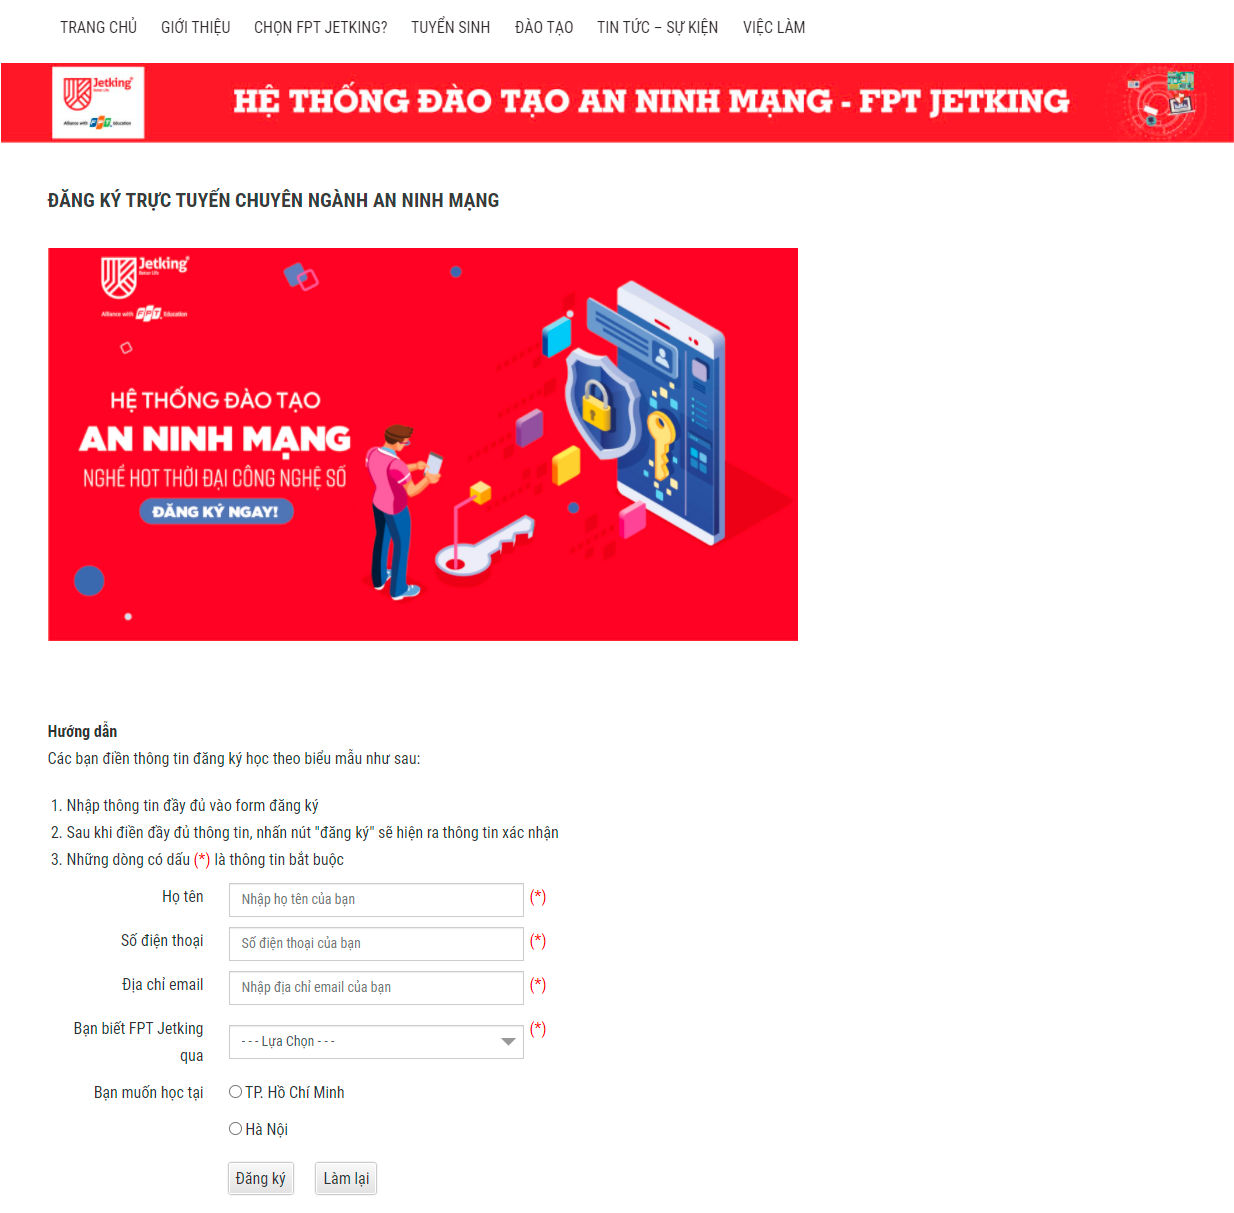 TRANG CHỦ GIỚI THIỆU CHỌN FPT JETKING? TUYỂN SINH ĐÀO TẠO TIN TỨC – SỰ KIỆN VIỆC LÀM
Jetking
Alliance with FPT Education
HỆ THỐNG ĐÀO TẠO AN NINH MẠNG - FPT JETKING
ĐĂNG KÝ TRỰC TUYẾN CHUYÊN NGÀNH AN NINH MẠNG
Jetking
Alliance with FPT Education
HỆ THỐNG ĐÀO TẠO
AN NINH MẠNG
NGHỀ HOT THỜI ĐẠI CÔNG NGHỆ SỐ
ĐĂNG KÝ NGAY!
Hướng dẫn
Các bạn điền thông tin đăng ký học theo biểu mẫu như sau:
1. Nhập thông tin đầy đủ vào form đăng ký
2. Sau khi điền đầy đủ thông tin, nhấn nút "đăng ký" sẽ hiện ra thông tin xác nhận
3. Những dòng có dấu (*) là thông tin bắt buộc
Họ tên Nhập họ tên của bạn (*)
Số điện thoại Số điện thoại của bạn (*)
Địa chỉ email Nhập địa chỉ email của bạn (*)
Bạn biết FPT Jetking qua - - - Lựa Chọn - - - (*)
Bạn muốn học tại TP. Hồ Chí Minh
Hà Nội
Đăng ký Làm lại